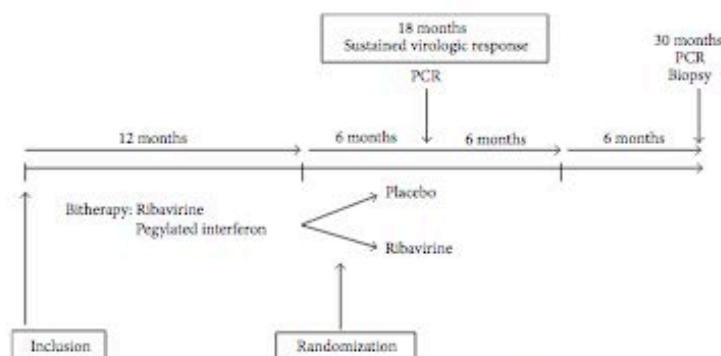 18 months
Sustained virologic response
PCR
30 months
PCR
Biopsy
12 months
6 months
6 months
6 months
Bitherapy: Ribavirine
Pegylated interferon
Placebo
Ribavirine
Inclusion
Randomization